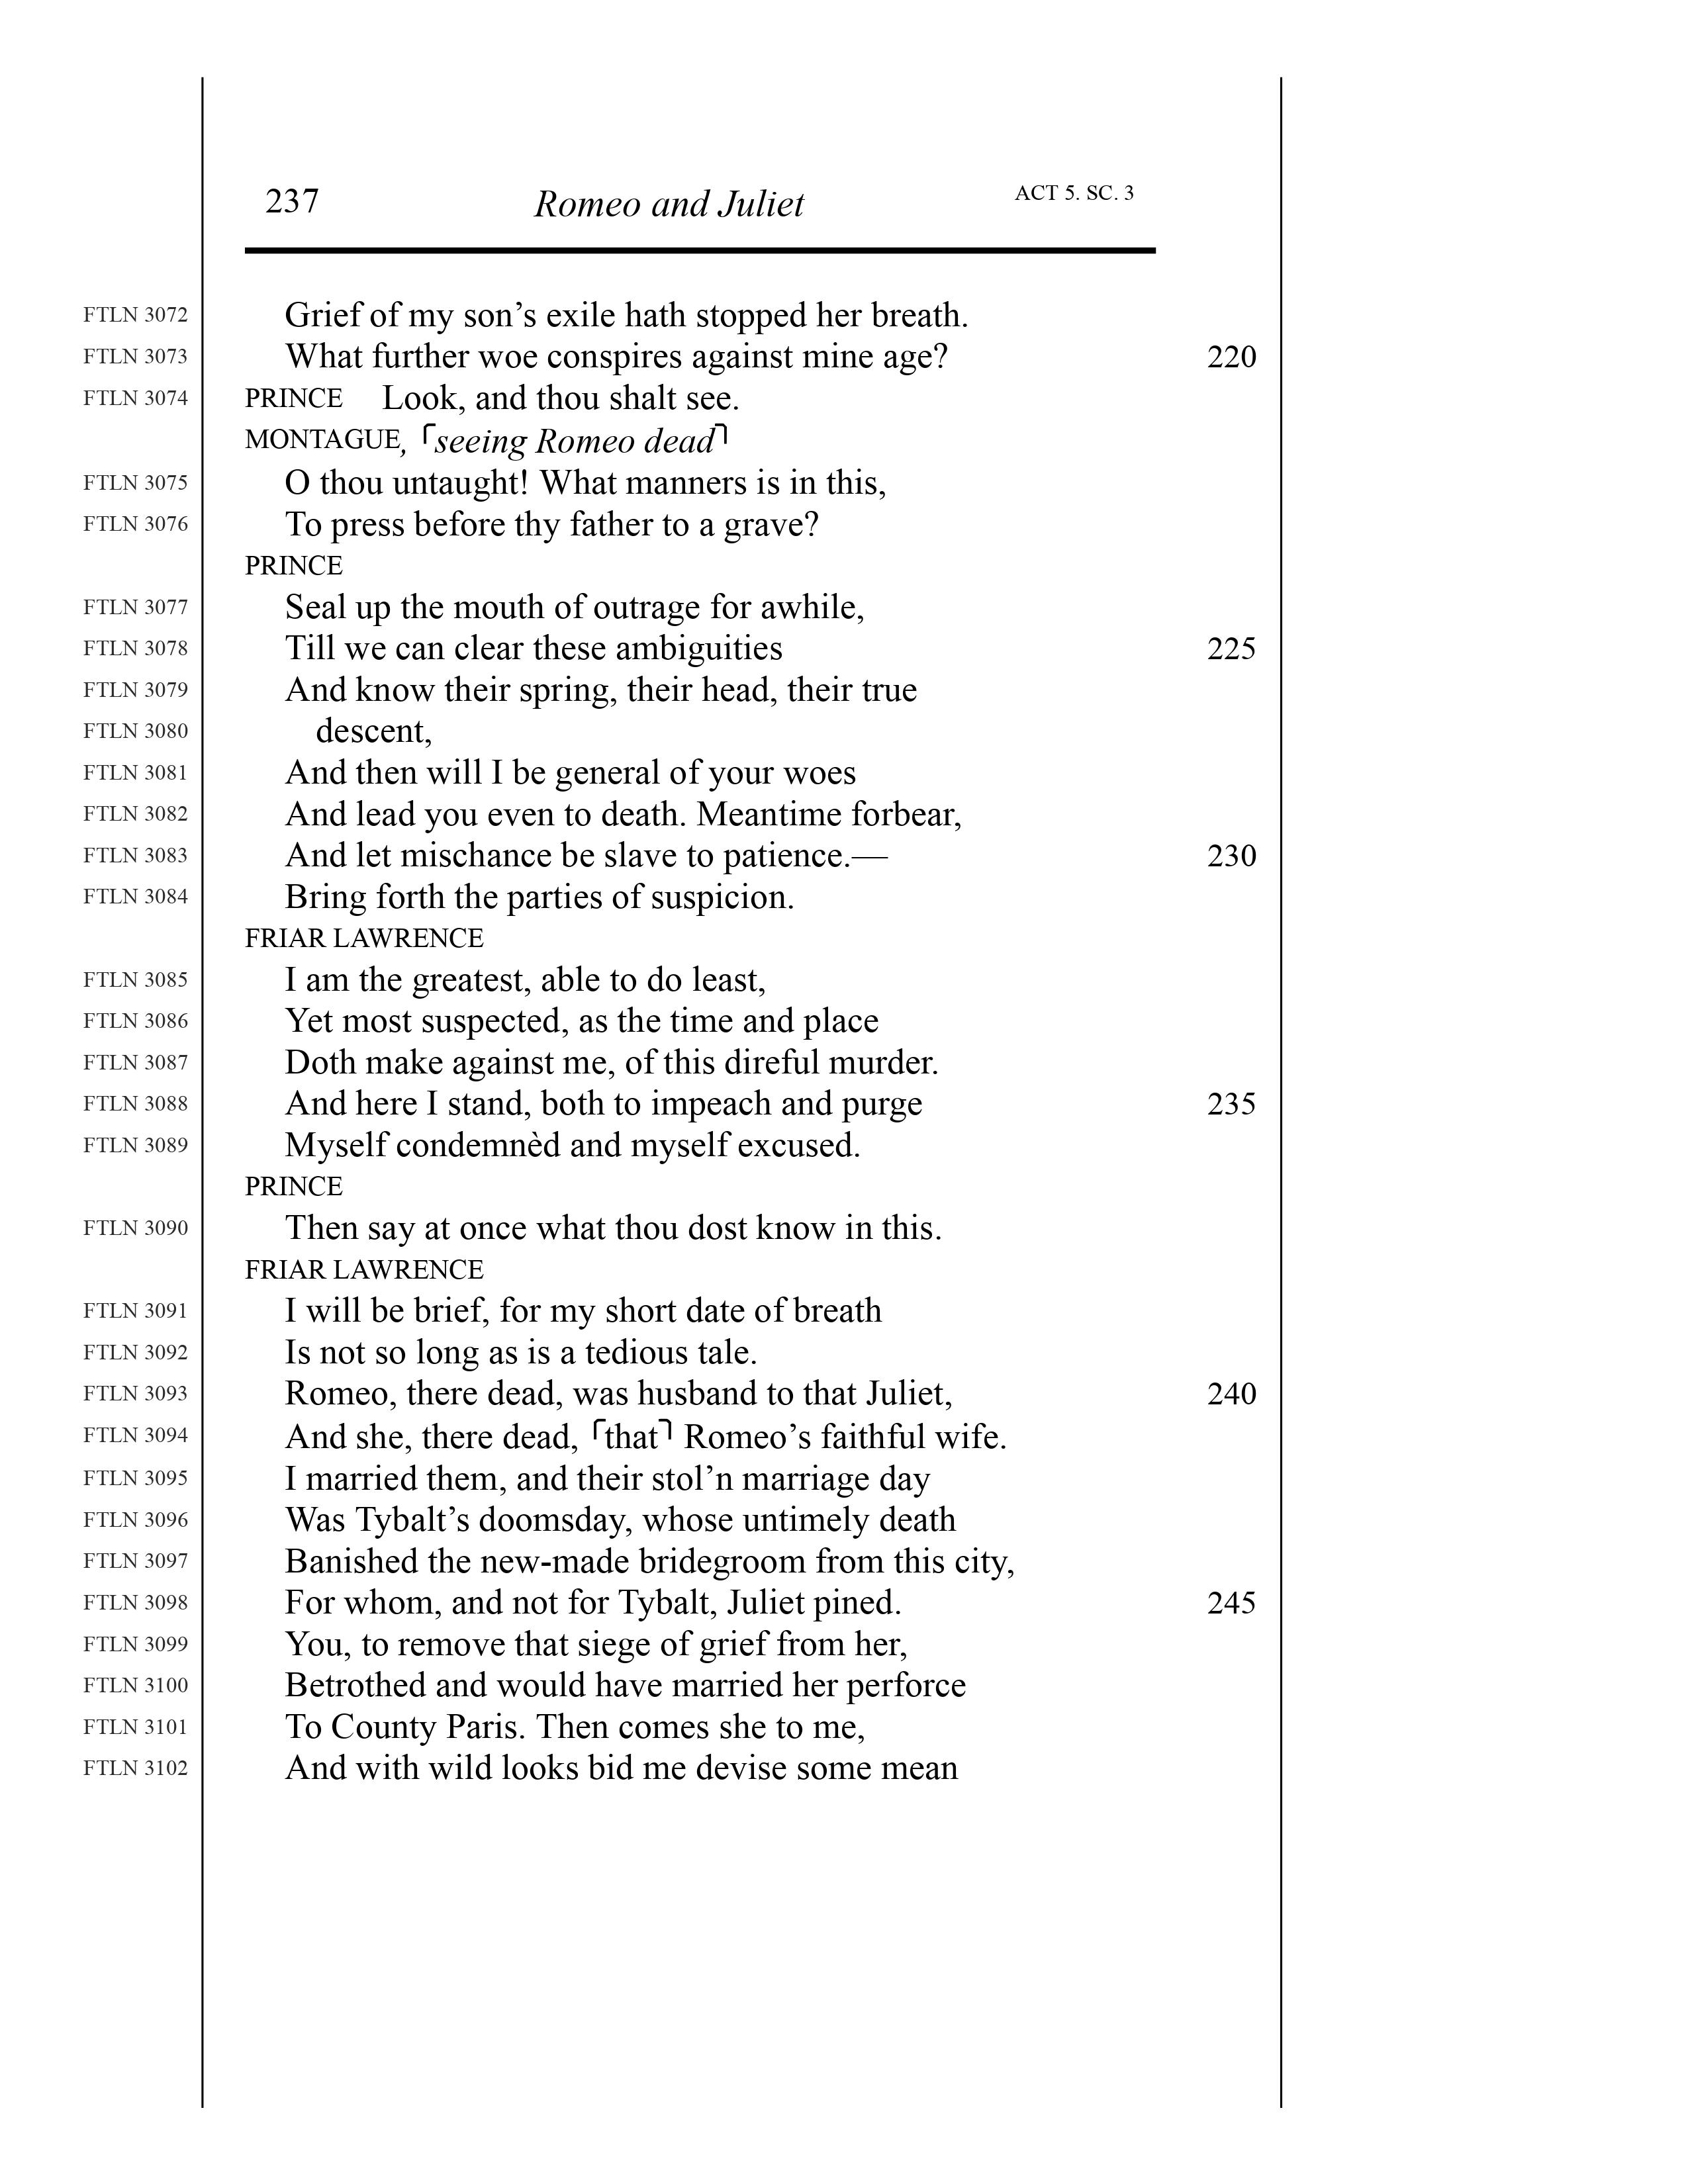 237 Romeo and Juliet ACT 5. SC. 3
FTLN 3072 Grief of my son’s exile hath stopped her breath.
FTLN 3073 What further woe conspires against mine age? 220
FTLN 3074 PRINCE Look, and thou shalt see.
MONTAGUE, ⌜seeing Romeo dead⌝
FTLN 3075 O thou untaught! What manners is in this,
FTLN 3076 To press before thy father to a grave?
PRINCE
FTLN 3077 Seal up the mouth of outrage for awhile,
FTLN 3078 Till we can clear these ambiguities 225
FTLN 3079 And know their spring, their head, their true
FTLN 3080 descent,
FTLN 3081 And then will I be general of your woes
FTLN 3082 And lead you even to death. Meantime forbear,
FTLN 3083 And let mischance be slave to patience.— 230
FTLN 3084 Bring forth the parties of suspicion.
FRIAR LAWRENCE
FTLN 3085 I am the greatest, able to do least,
FTLN 3086 Yet most suspected, as the time and place
FTLN 3087 Doth make against me, of this direful murder.
FTLN 3088 And here I stand, both to impeach and purge 235
FTLN 3089 Myself condemnèd and myself excused.
PRINCE
FTLN 3090 Then say at once what thou dost know in this.
FRIAR LAWRENCE
FTLN 3091 I will be brief, for my short date of breath
FTLN 3092 Is not so long as is a tedious tale.
FTLN 3093 Romeo, there dead, was husband to that Juliet, 240
FTLN 3094 And she, there dead, ⌜that⌝ Romeo’s faithful wife.
FTLN 3095 I married them, and their stol’n marriage day
FTLN 3096 Was Tybalt’s doomsday, whose untimely death
FTLN 3097 Banished the new-made bridegroom from this city,
FTLN 3098 For whom, and not for Tybalt, Juliet pined. 245
FTLN 3099 You, to remove that siege of grief from her,
FTLN 3100 Betrothed and would have married her perforce
FTLN 3101 To County Paris. Then comes she to me,
FTLN 3102 And with wild looks bid me devise some mean